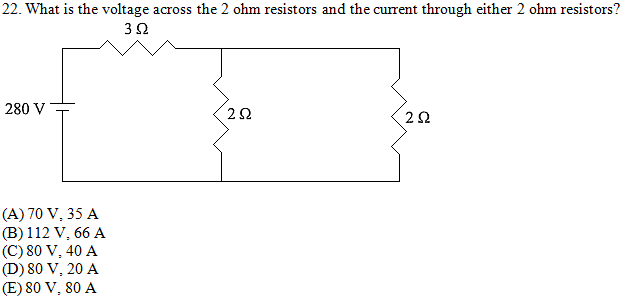 22. What is the voltage across the 2 ohm resistors and the current through either 2 ohm resistors?
3 Ω
280 V
2 Ω
2 Ω
(A) 70 V, 35 A
(B) 112 V, 66 A
(C) 80 V, 40 A
(D) 80 V, 20 A
(E) 80 V, 80 A